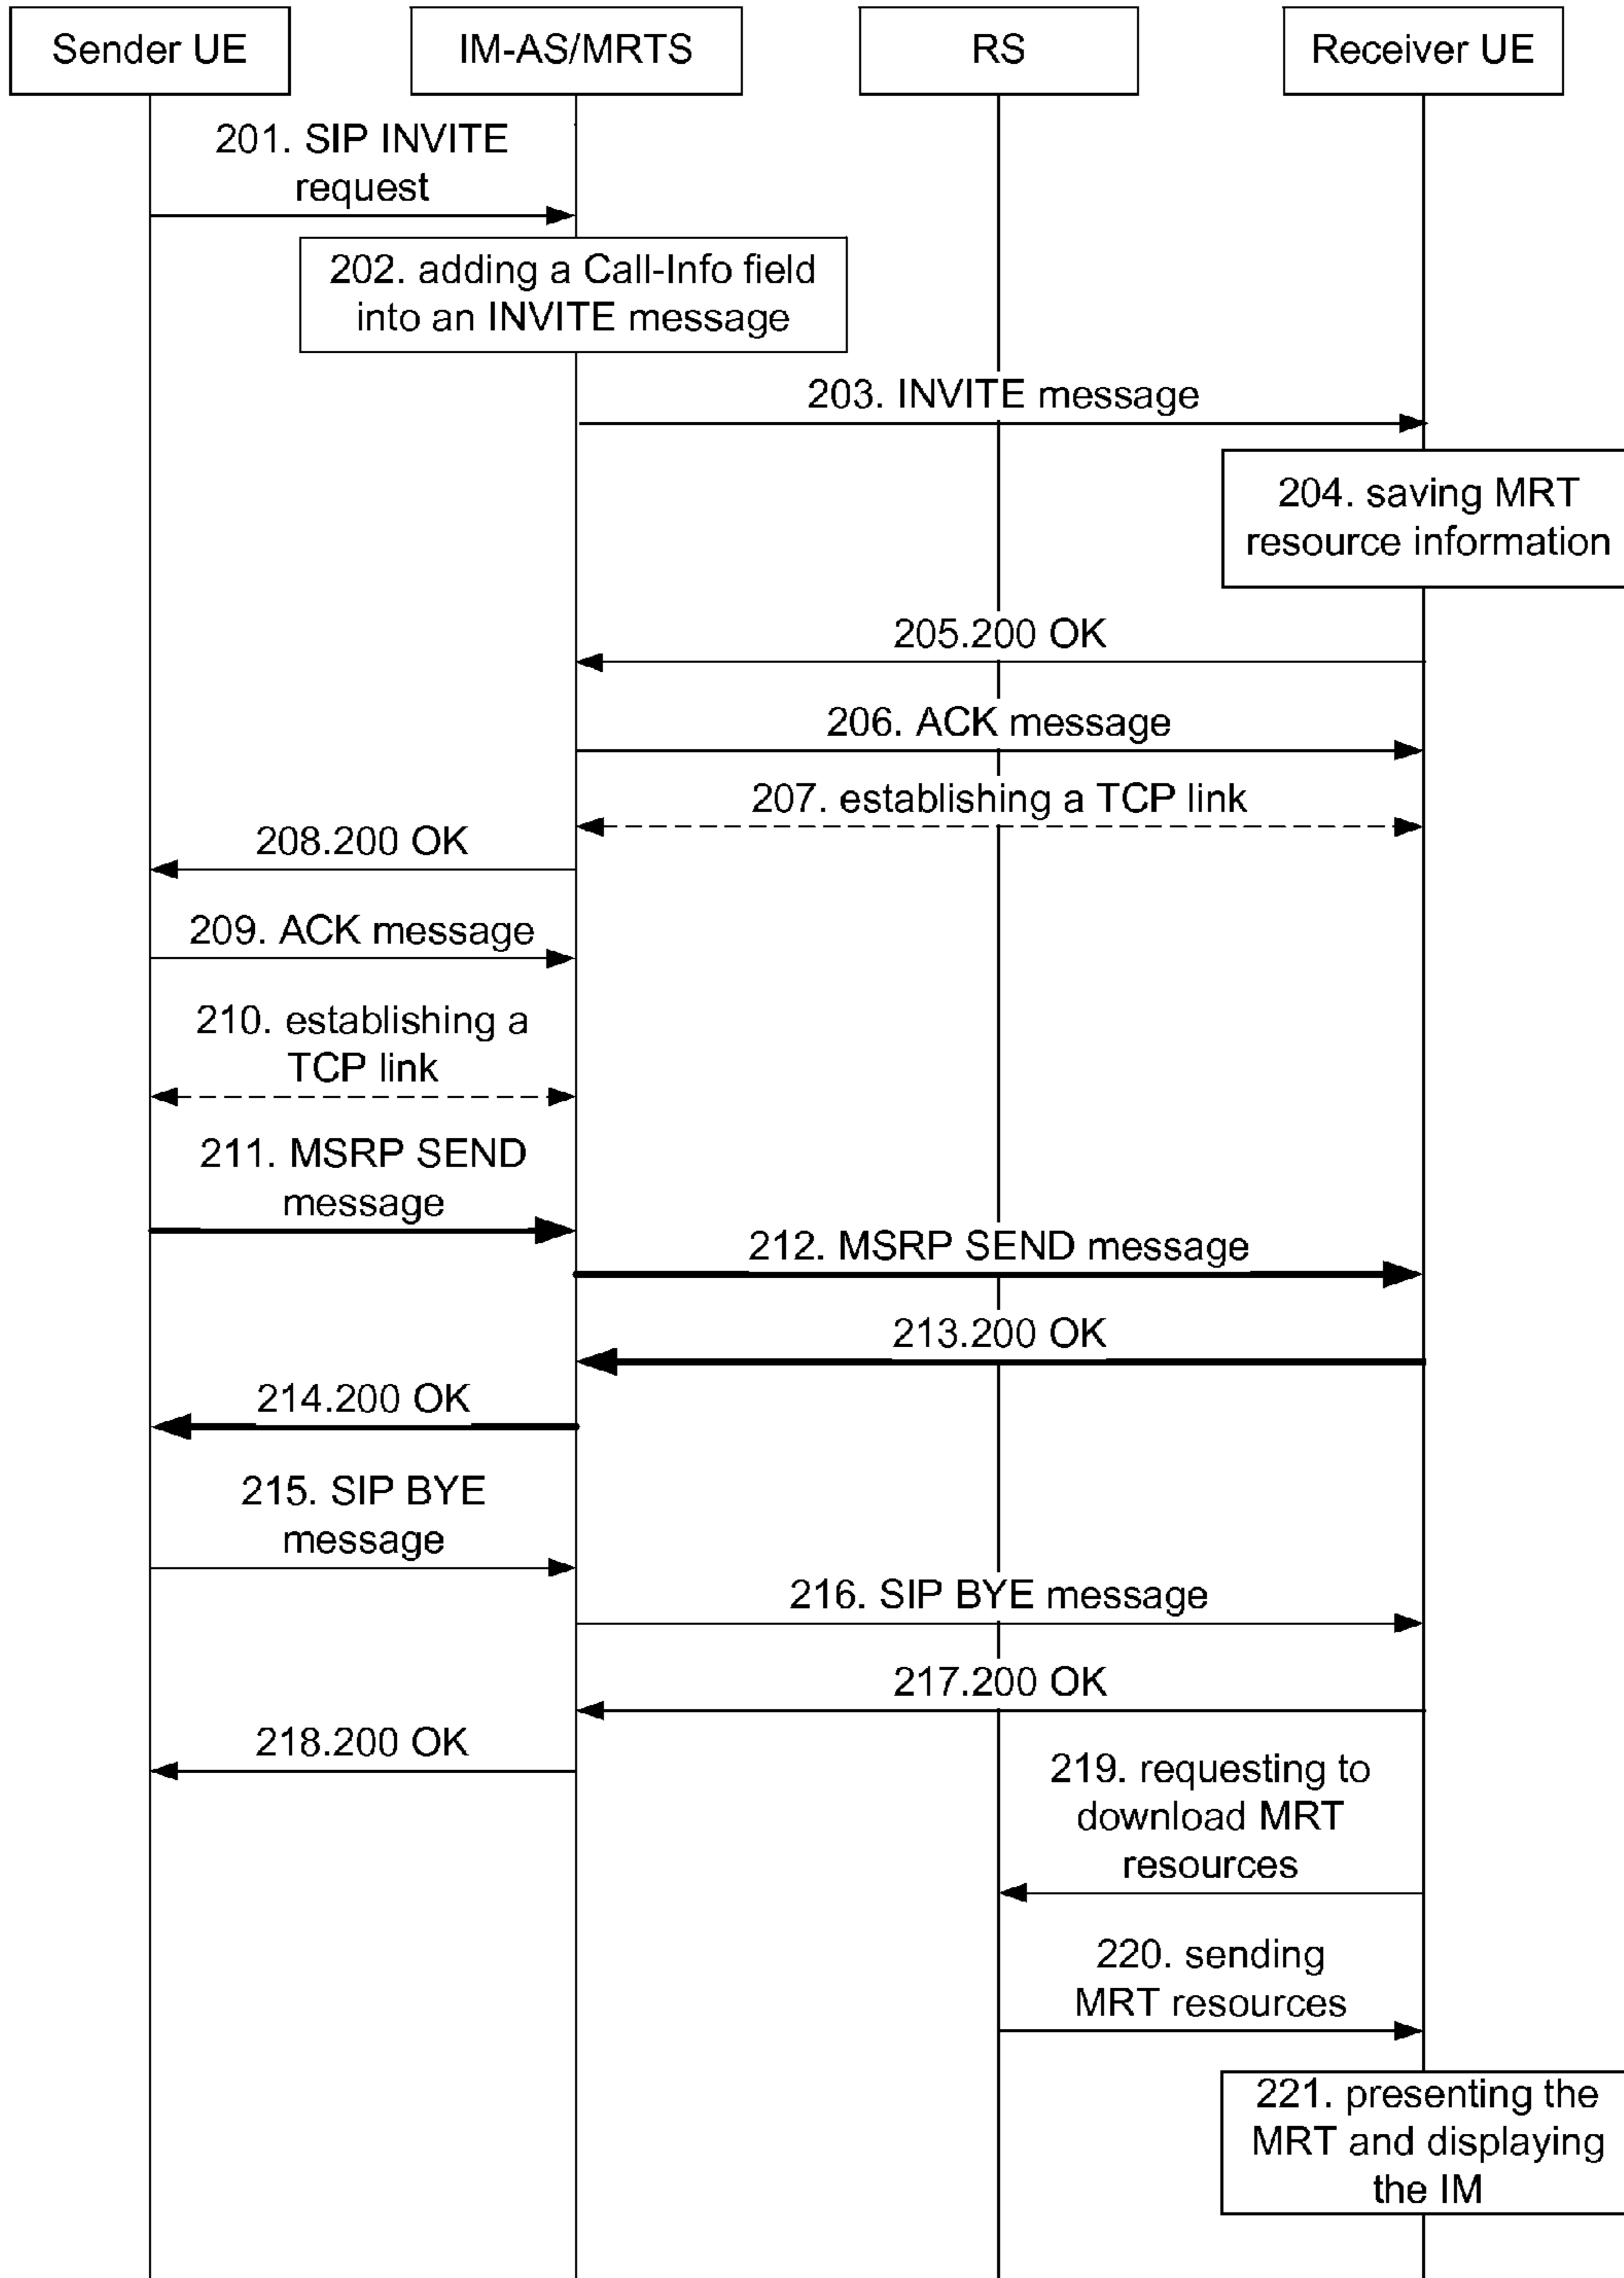 Sender UE
IM-AS/MRTS
RS
Receiver UE
201. SIP INVITE
request
202. adding a Call-Info field
into an INVITE message
203. INVITE message
204. saving MRT
resource information
205.200 OK
206. ACK message
207. establishing a TCP link
208.200 OK
209. ACK message
210. establishing a
TCP link
211. MSRP SEND
message
212. MSRP SEND message
213.200 OK
214.200 OK
215. SIP BYE
message
216. SIP BYE message
217.200 OK
218.200 OK
219. requesting to
download MRT
resources
220. sending
MRT resources
221. presenting the
MRT and displaying
the IM